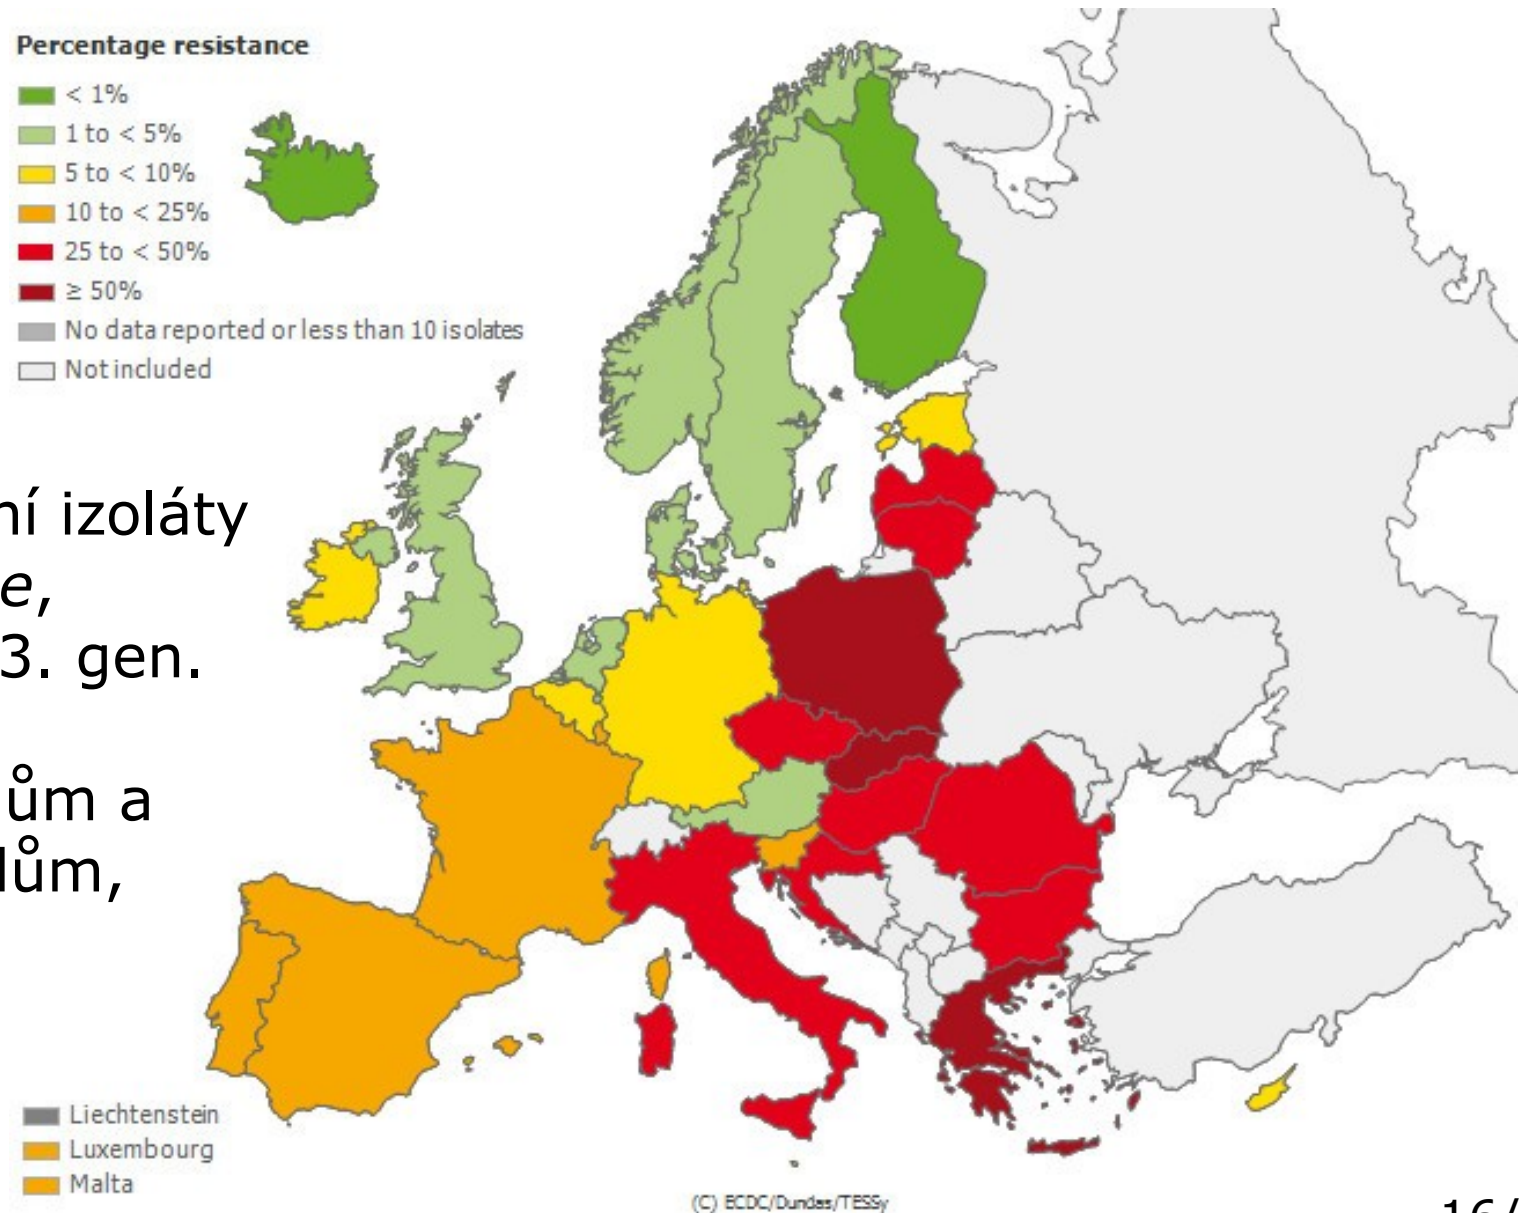 Percentage resistance
< 1%
1 to < 5%
5 to < 10%
10 to < 25%
25 to < 50%
≥ 50%
No data reported or less than 10 isolates
Not included
ní izoláty
e,
3. gen.
ům a
lům,
Liechtenstein
Luxembourg
Malta
(C) ECDC/Dundas/TESSy
16/